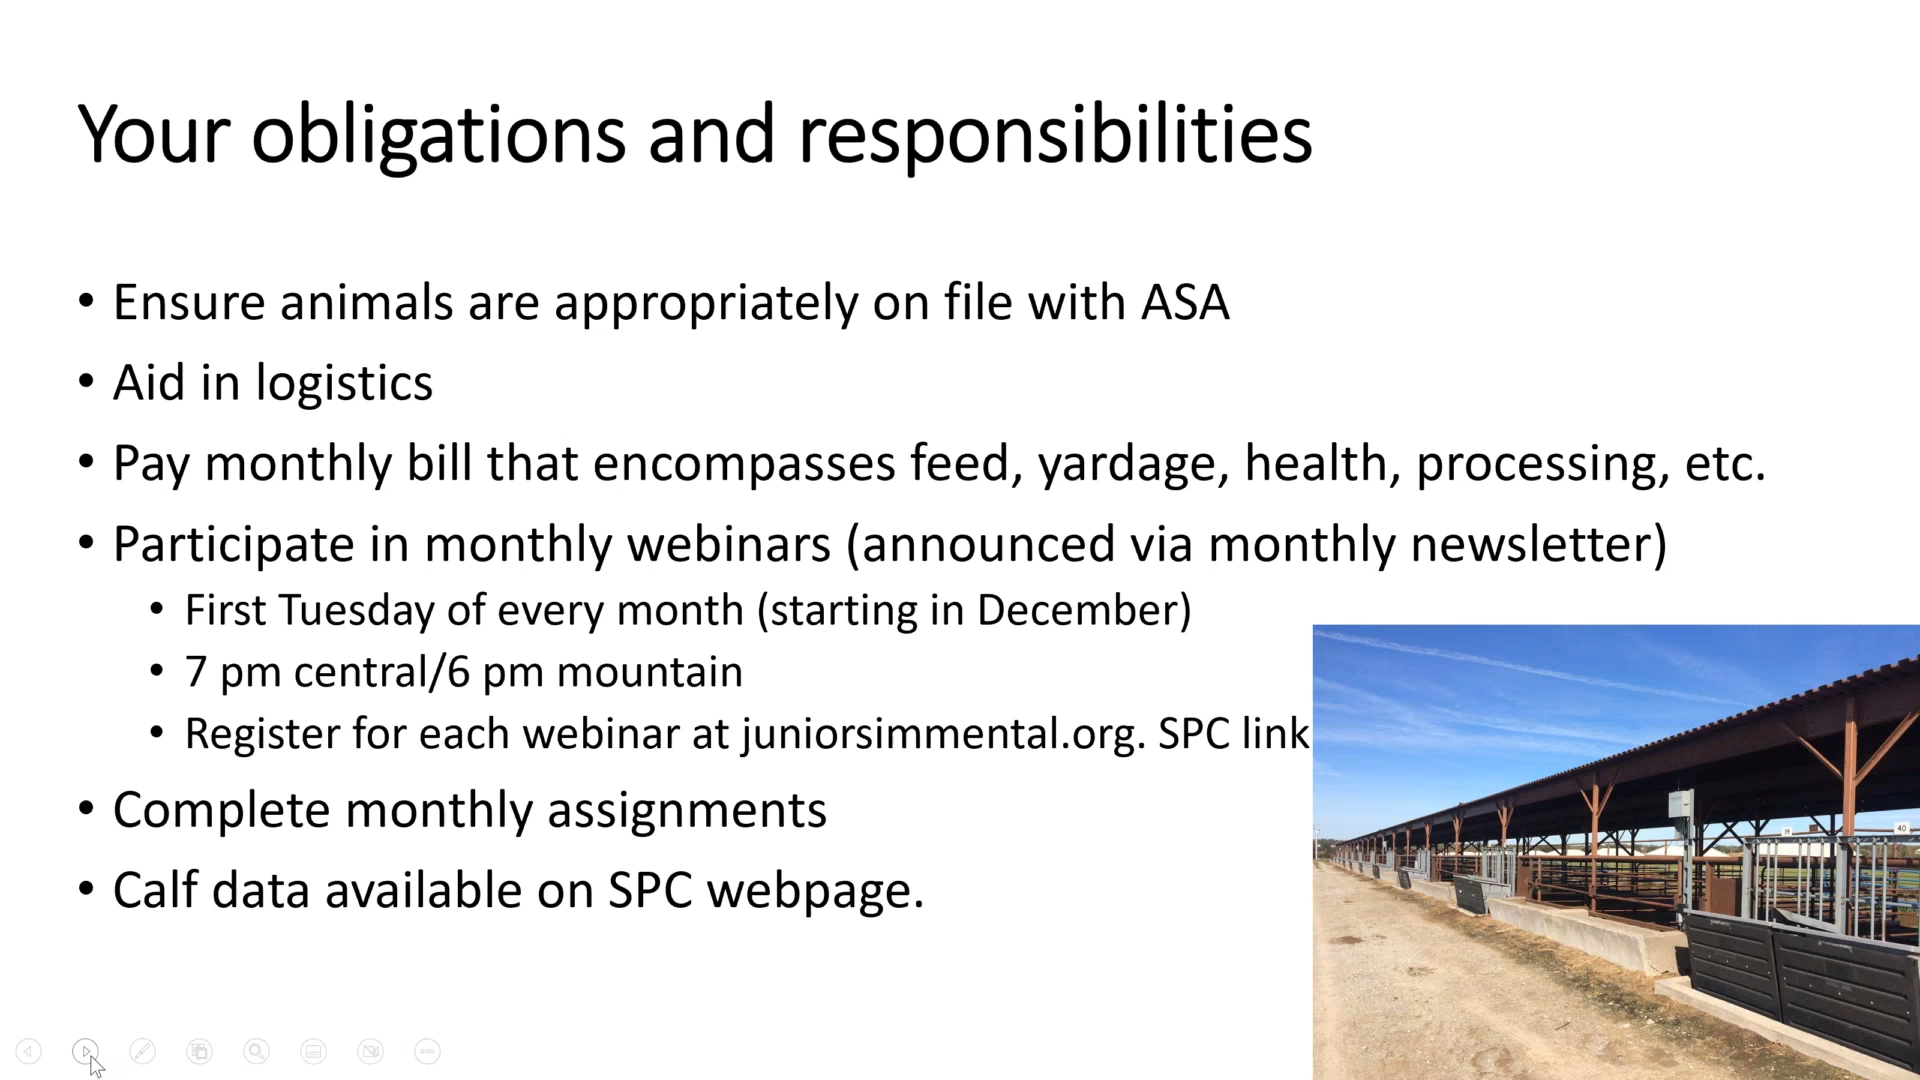 Your obligations and responsibilities
• Ensure animals are appropriately on file with ASA
• Aid in logistics
• Pay monthly bill that encompasses feed, yardage, health, processing, etc.
• Participate in monthly webinars (announced via monthly newsletter)
• First Tuesday of every month (starting in December)
• 7 pm central/6 pm mountain
• Register for each webinar at juniorsimmental.org. SPC link
• Complete monthly assignments
• Calf data available on SPC webpage.
39
40